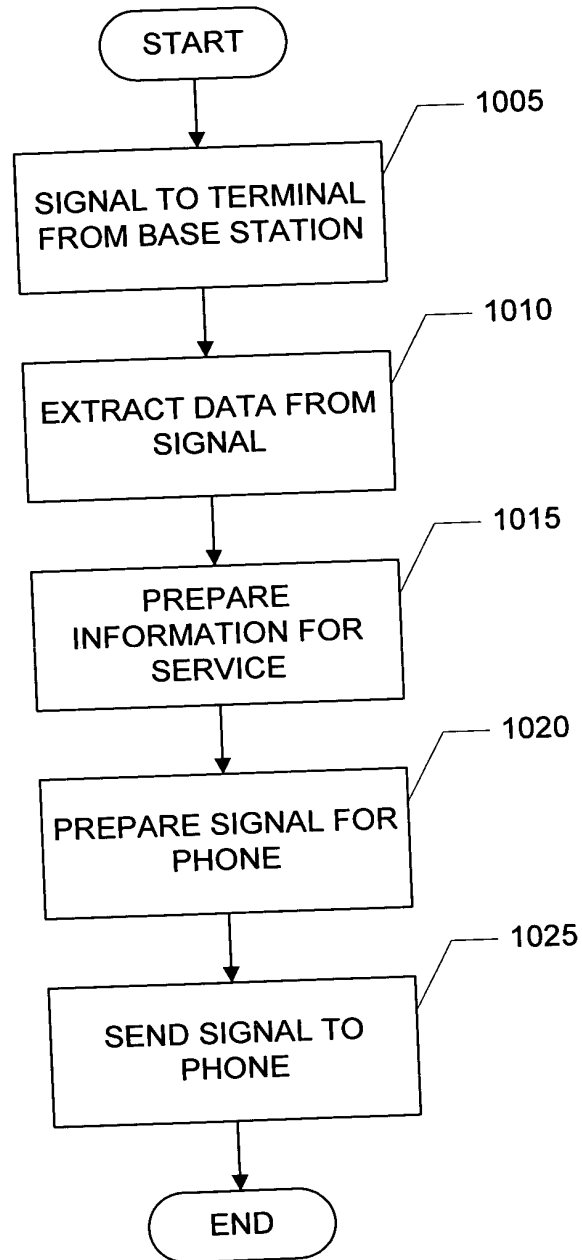 START
1005
SIGNAL TO TERMINAL
FROM BASE STATION
1010
EXTRACT DATA FROM
SIGNAL
1015
PREPARE
INFORMATION FOR
SERVICE
1020
PREPARE SIGNAL FOR
PHONE
1025
SEND SIGNAL TO
PHONE
END